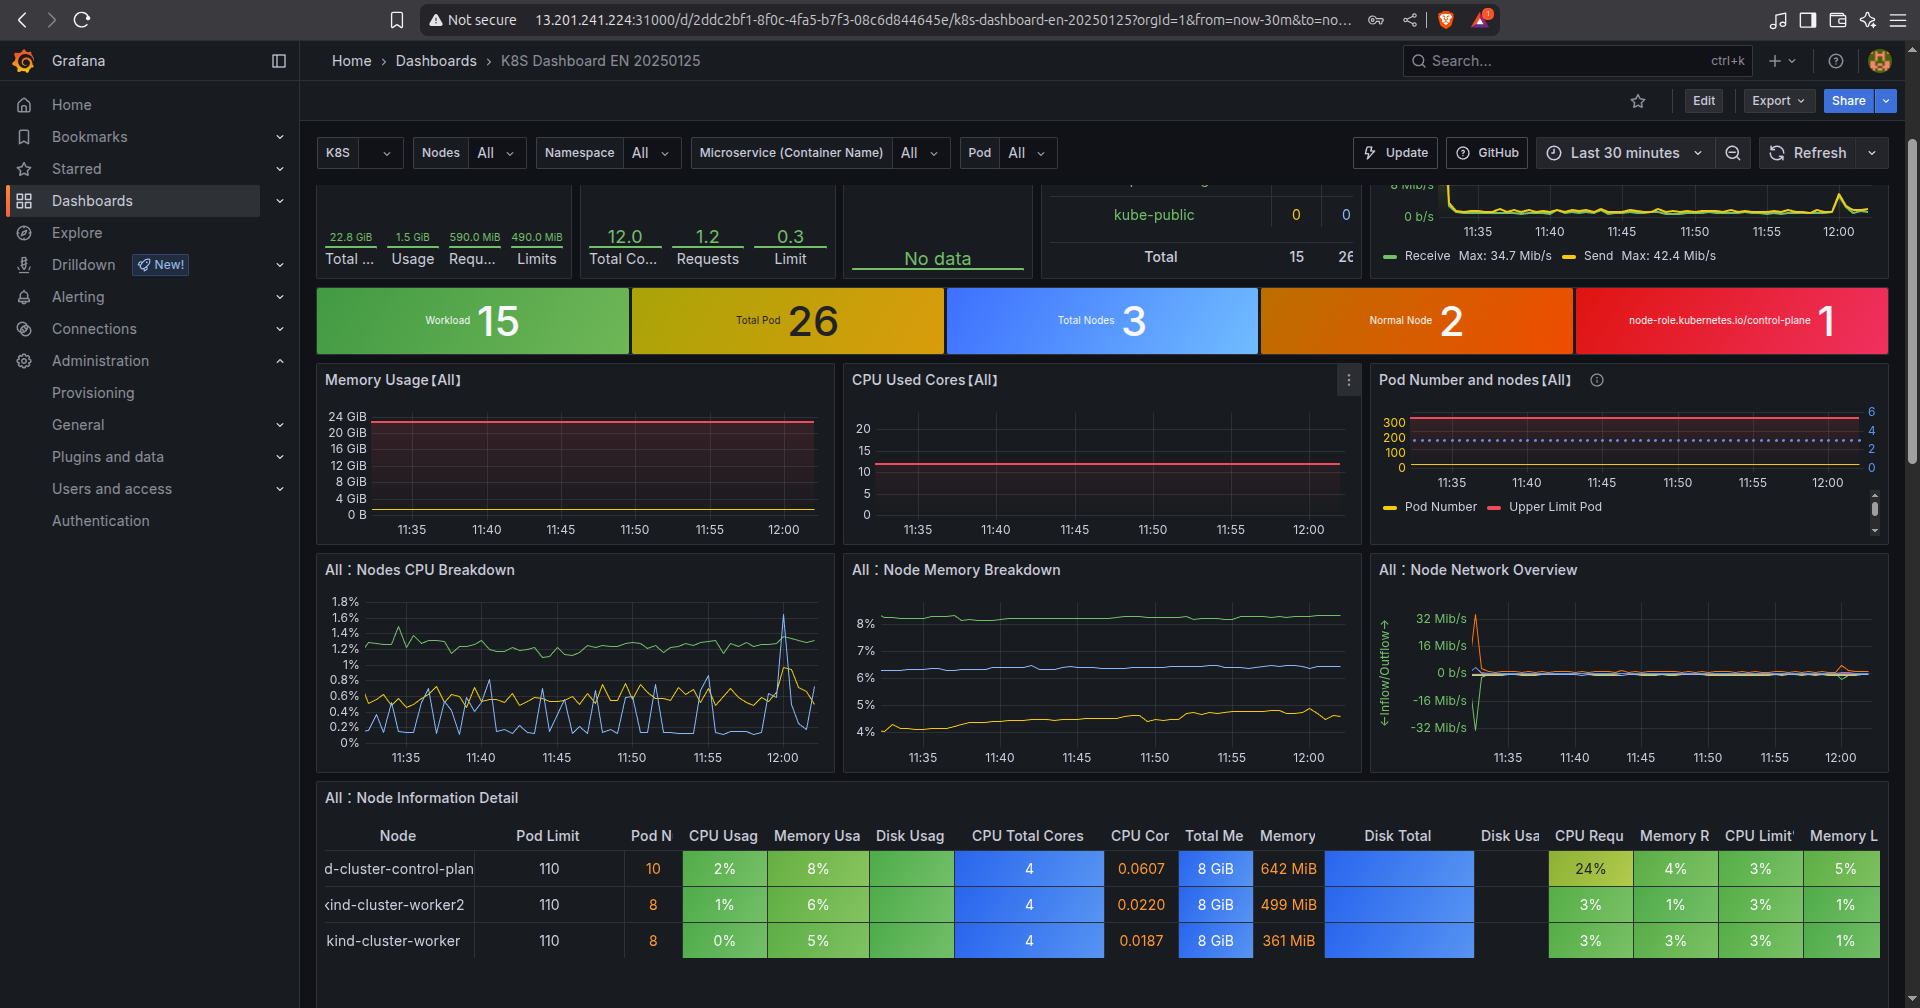 Not secure 13.201.241.224:31000/d/2ddc2bf1-8f0c-4fa5-b7f3-08c6d844645e/k8s-dashboard-en-20250125?orgId=1&from=now-30m&to=no...
1
Grafana
Home › Dashboards › K8S Dashboard EN 20250125
Search... ctrl+k
Home
Bookmarks
Starred
Dashboards
Explore
Drilldown New!
Alerting
Connections
Administration
Provisioning
General
Plugins and data
Users and access
Authentication
Edit Export Share
K8S Nodes All Namespace All Microservice (Container Name) All Pod All
Update GitHub Last 30 minutes Refresh
22.8 GiB 1.5 GiB 590.0 MiB 490.0 MiB
Total ... Usage Requ... Limits
12.0 1.2 0.3
Total Co... Requests Limit
No data
kube-public 0 0
Total 15 26
8 Mib/s
0 b/s
11:35 11:40 11:45 11:50 11:55 12:00
Receive Max: 34.7 Mib/s Send Max: 42.4 Mib/s
Workload 15
Total Pod 26
Total Nodes 3
Normal Node 2
node-role.kubernetes.io/control-plane 1
Memory Usage【All】
24 GiB
20 GiB
16 GiB
12 GiB
8 GiB
4 GiB
0 B
11:35 11:40 11:45 11:50 11:55 12:00
CPU Used Cores【All】
20
15
10
5
0
11:35 11:40 11:45 11:50 11:55 12:00
Pod Number and nodes【All】
300
200
100
0
6
4
2
0
11:35 11:40 11:45 11:50 11:55 12:00
Pod Number Upper Limit Pod
All：Nodes CPU Breakdown
1.8%
1.6%
1.4%
1.2%
1%
0.8%
0.6%
0.4%
0.2%
0%
11:35 11:40 11:45 11:50 11:55 12:00
All：Node Memory Breakdown
8%
7%
6%
5%
4%
11:35 11:40 11:45 11:50 11:55 12:00
All：Node Network Overview
←Inflow/Outflow→
32 Mib/s
16 Mib/s
0 b/s
-16 Mib/s
-32 Mib/s
11:35 11:40 11:45 11:50 11:55 12:00
All：Node Information Detail
Node Pod Limit Pod N CPU Usag Memory Usa Disk Usag CPU Total Cores CPU Cor Total Me Memory Disk Total Disk Usa CPU Requ Memory R CPU Limit Memory L
d-cluster-control-plan 110 10 2% 8% 4 0.0607 8 GiB 642 MiB 24% 4% 3% 5%
kind-cluster-worker2 110 8 1% 6% 4 0.0220 8 GiB 499 MiB 3% 1% 3% 1%
kind-cluster-worker 110 8 0% 5% 4 0.0187 8 GiB 361 MiB 3% 3% 3% 1%